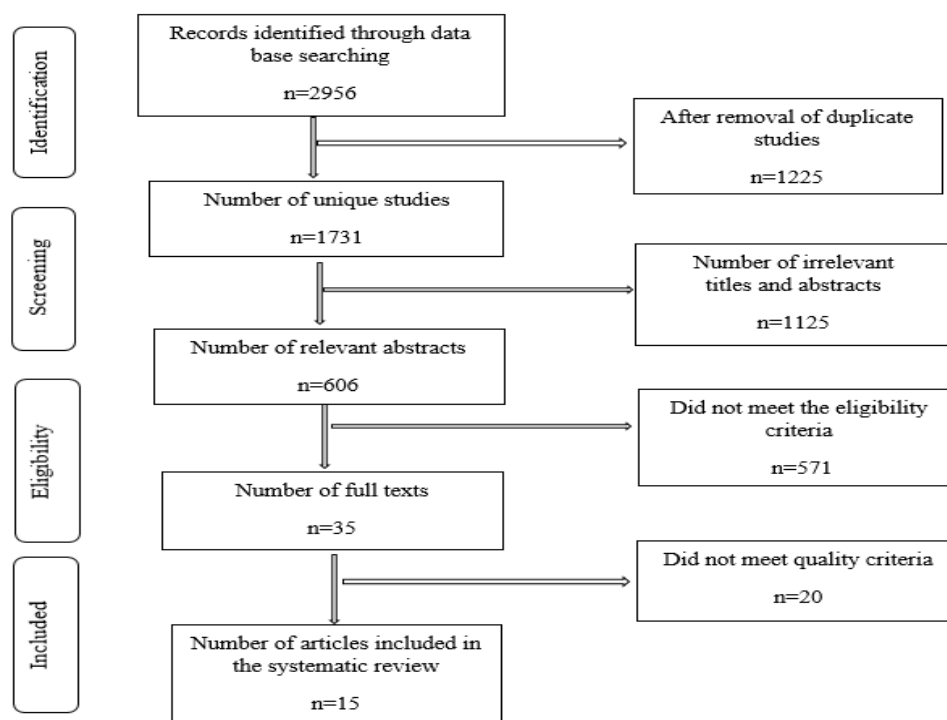 Identification
Records identified through data
base searching
n=2956
After removal of duplicate
studies
n=1225
Number of unique studies
n=1731
Screening
Number of irrelevant
titles and abstracts
n=1125
Number of relevant abstracts
n=606
Eligibility
Did not meet the eligibility
criteria
n=571
Number of full texts
n=35
Included
Did not meet quality criteria
n=20
Number of articles included in
the systematic review
n=15